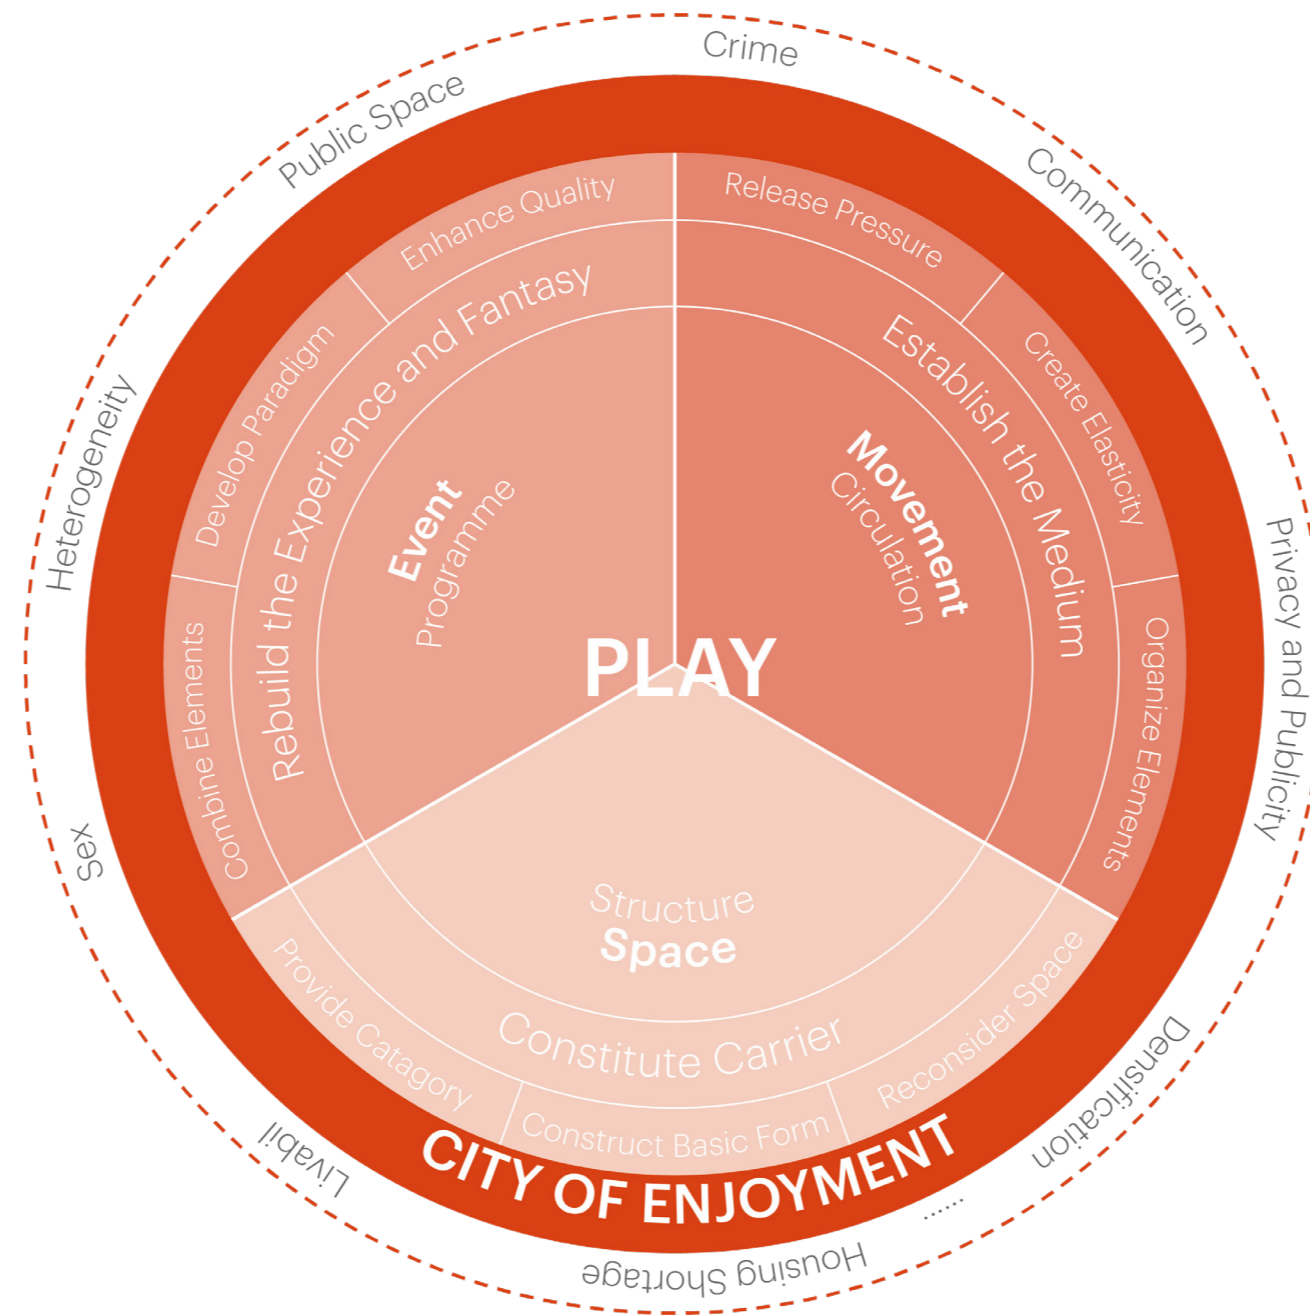 Crime
Communication
Privacy and Publicity
Densification
......
Housing Shortage
Livabil
Sex
Heterogeneity
Public Space
Enhance Quality
Develop Paradigm
Combine Elements
Rebuild the Experience and Fantasy
Event
Programme
Release Pressure
Create Elasticity
Organize Elements
Establish the Medium
Movement
Circulation
PLAY
Structure
Space
Constitute Carrier
Provide Catagory
Construct Basic Form
Reconsider Space
CITY OF ENJOYMENT